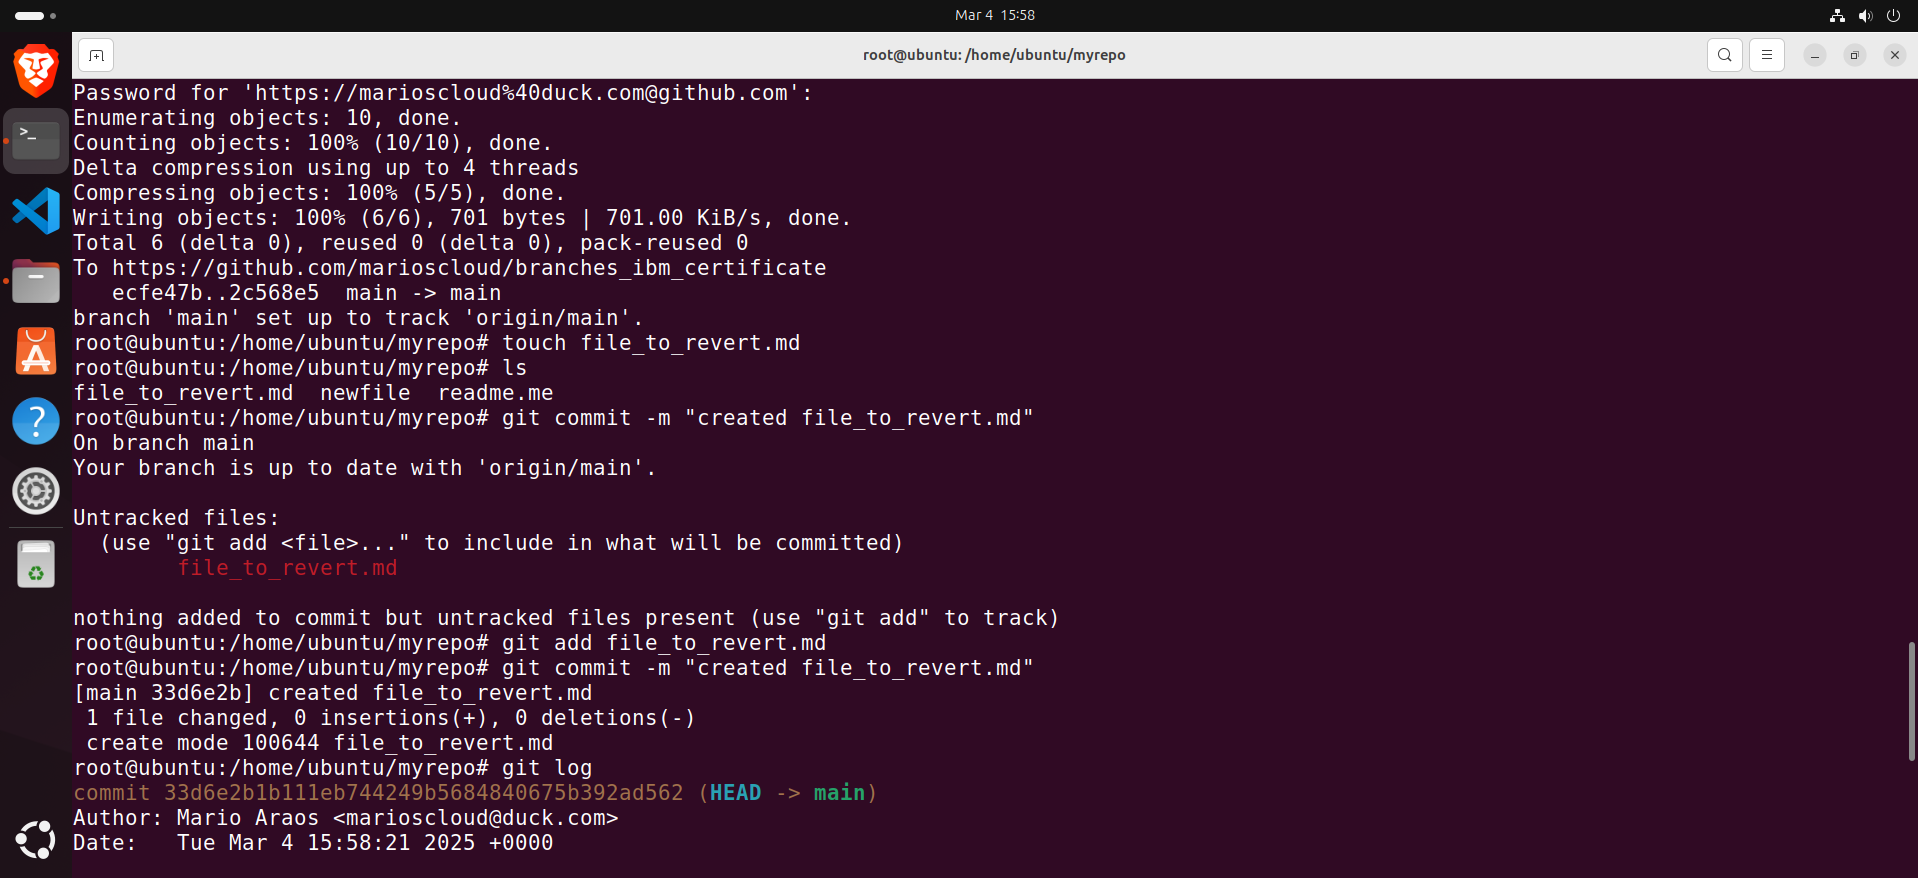 Mar 4 15:58
root@ubuntu: /home/ubuntu/myrepo
Password for 'https://marioscloud%40duck.com@github.com':
Enumerating objects: 10, done.
Counting objects: 100% (10/10), done.
Delta compression using up to 4 threads
Compressing objects: 100% (5/5), done.
Writing objects: 100% (6/6), 701 bytes | 701.00 KiB/s, done.
Total 6 (delta 0), reused 0 (delta 0), pack-reused 0
To https://github.com/marioscloud/branches_ibm_certificate
   ecfe47b..2c568e5  main -> main
branch 'main' set up to track 'origin/main'.
root@ubuntu:/home/ubuntu/myrepo# touch file_to_revert.md
root@ubuntu:/home/ubuntu/myrepo# ls
file_to_revert.md  newfile  readme.me
root@ubuntu:/home/ubuntu/myrepo# git commit -m "created file_to_revert.md"
On branch main
Your branch is up to date with 'origin/main'.
Untracked files:
  (use "git add <file>..." to include in what will be committed)
        file_to_revert.md
nothing added to commit but untracked files present (use "git add" to track)
root@ubuntu:/home/ubuntu/myrepo# git add file_to_revert.md
root@ubuntu:/home/ubuntu/myrepo# git commit -m "created file_to_revert.md"
[main 33d6e2b] created file_to_revert.md
 1 file changed, 0 insertions(+), 0 deletions(-)
 create mode 100644 file_to_revert.md
root@ubuntu:/home/ubuntu/myrepo# git log
commit 33d6e2b1b111eb744249b5684840675b392ad562 (HEAD -> main)
Author: Mario Araos <marioscloud@duck.com>
Date:   Tue Mar 4 15:58:21 2025 +0000